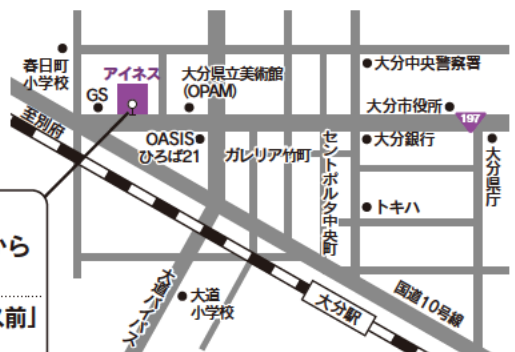 春日町
小学校
アイネス
GS
大分県立美術館
(OPAM)
大分中央警察署
大分市役所
197
至別府
OASIS
ひろば21
ガレリア竹町
セントポルタ中央町
大分銀行
大分県庁
トキハ
から
前」
大道バイパス
大道
小学校
大分駅
国道10号線